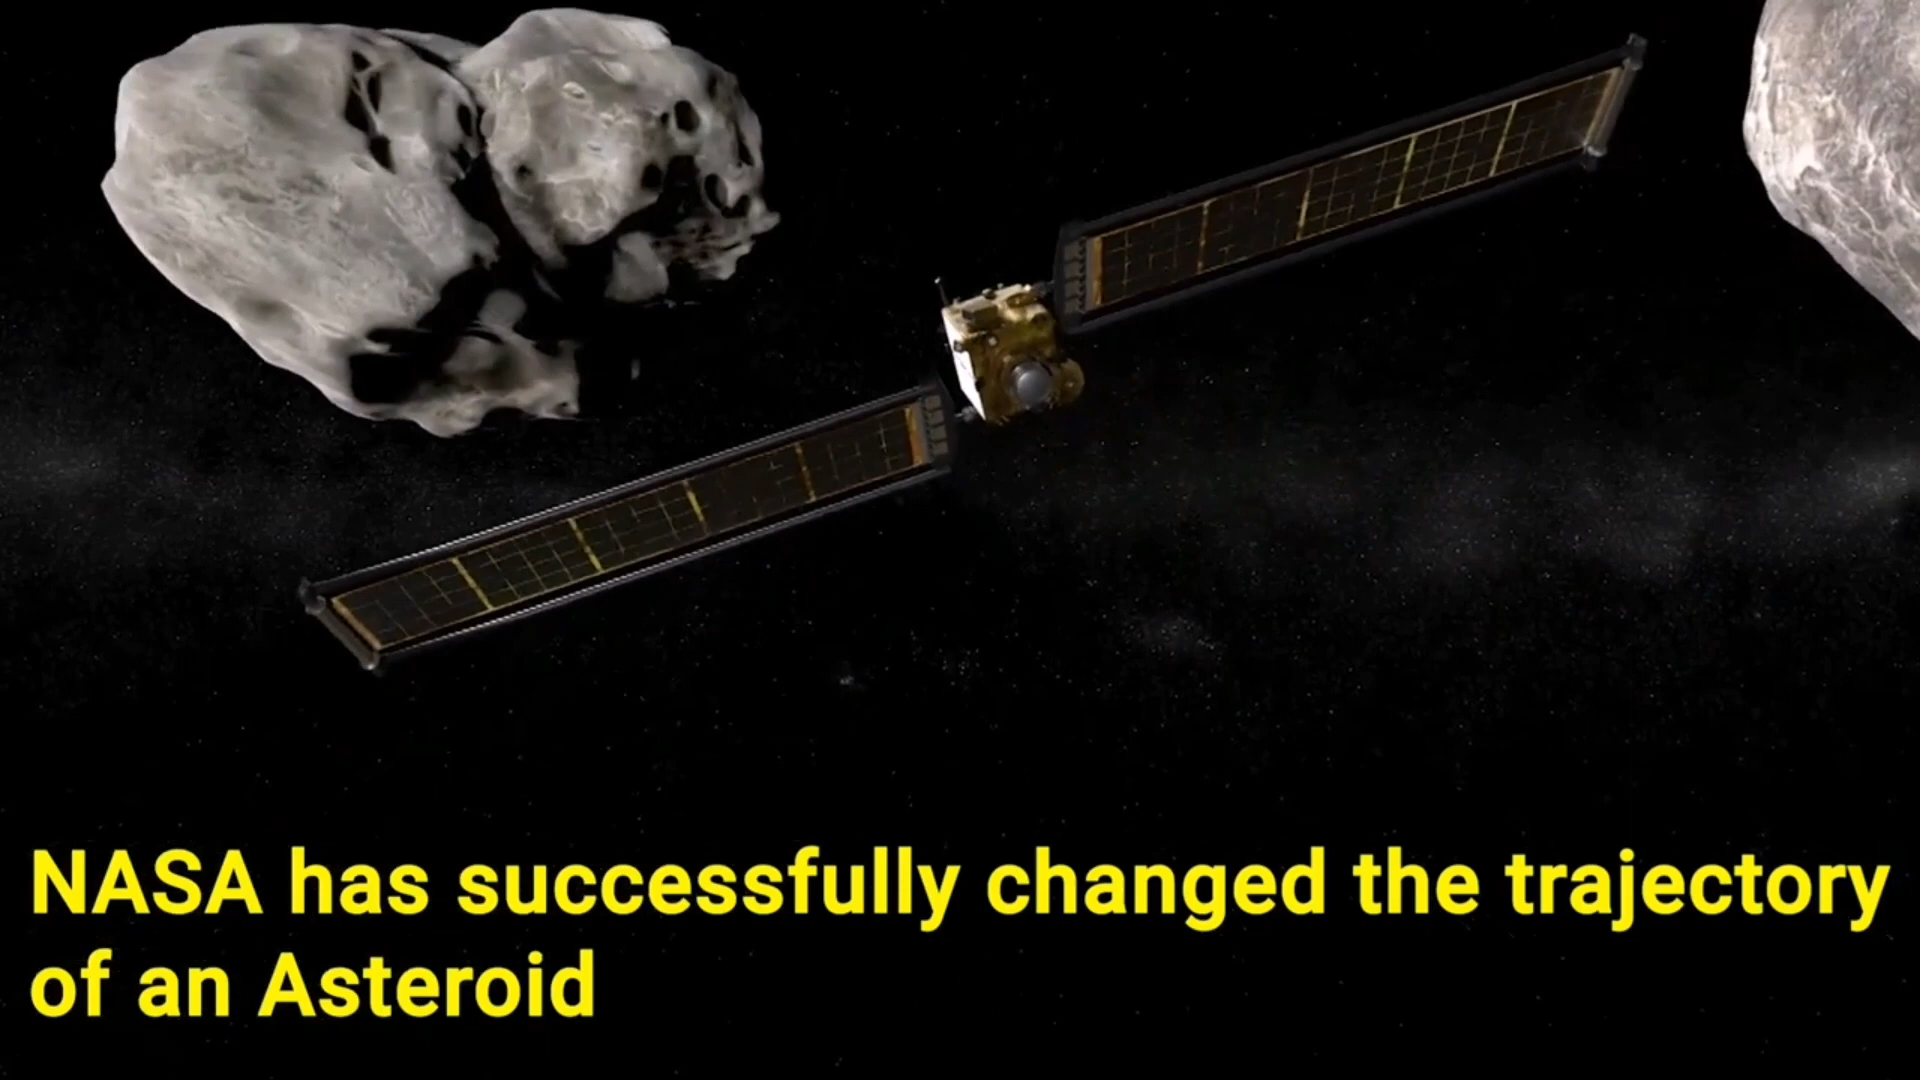 NASA has successfully changed the trajectory
of an Asteroid